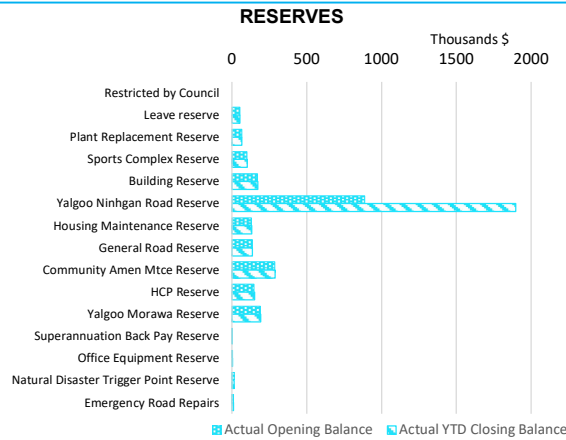 RESERVES
Thousands $
0 500 1000 1500 2000
Restricted by Council
Leave reserve
Plant Replacement Reserve
Sports Complex Reserve
Building Reserve
Yalgoo Ninhgan Road Reserve
Housing Maintenance Reserve
General Road Reserve
Community Amen Mtce Reserve
HCP Reserve
Yalgoo Morawa Reserve
Superannuation Back Pay Reserve
Office Equipment Reserve
Natural Disaster Trigger Point Reserve
Emergency Road Repairs
Actual Opening Balance Actual YTD Closing Balance